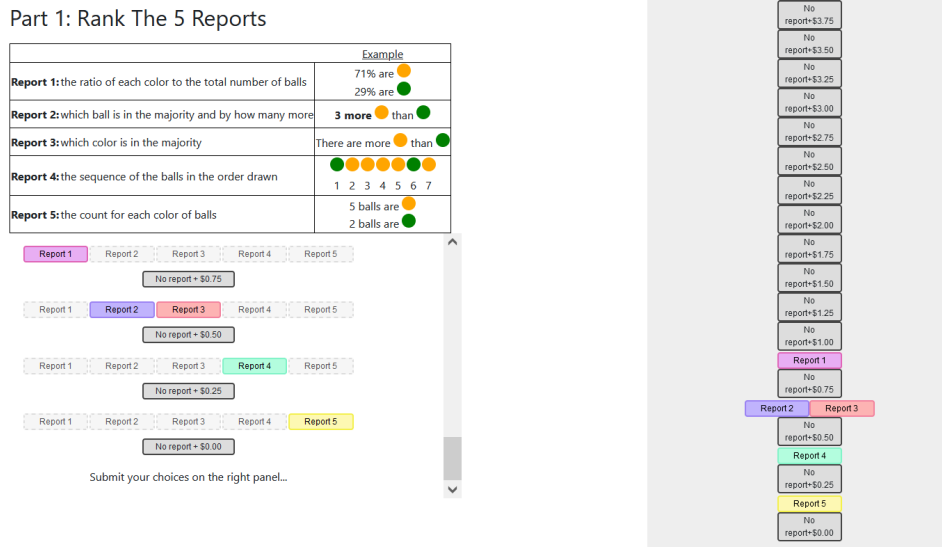 Part 1: Rank The 5 Reports
Example
Report 1: the ratio of each color to the total number of balls
71% are
29% are
Report 2: which ball is in the majority and by how many more
3 more than
Report 3: which color is in the majority
There are more than
Report 4: the sequence of the balls in the order drawn
1 2 3 4 5 6 7
Report 5: the count for each color of balls
5 balls are
2 balls are
Report 1 Report 2 Report 3 Report 4 Report 5
No report + $0.75
Report 1 Report 2 Report 3 Report 4 Report 5
No report + $0.50
Report 1 Report 2 Report 3 Report 4 Report 5
No report + $0.25
Report 1 Report 2 Report 3 Report 4 Report 5
No report + $0.00
Submit your choices on the right panel...
No
report+$3.75
No
report+$3.50
No
report+$3.25
No
report+$3.00
No
report+$2.75
No
report+$2.50
No
report+$2.25
No
report+$2.00
No
report+$1.75
No
report+$1.50
No
report+$1.25
No
report+$1.00
Report 1
No
report+$0.75
Report 2 Report 3
No
report+$0.50
Report 4
No
report+$0.25
Report 5
No
report+$0.00